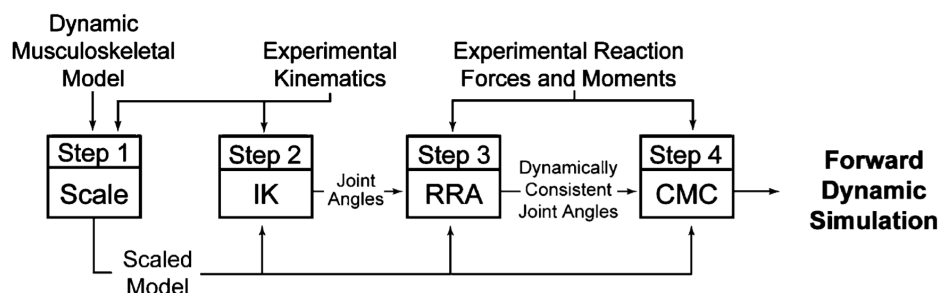 Dynamic
Musculoskeletal
Model
Experimental
Kinematics
Experimental Reaction
Forces and Moments
Step 1
Scale
Step 2
IK
Joint
Angles
Step 3
RRA
Dynamically
Consistent
Joint Angles
Step 4
CMC
Forward
Dynamic
Simulation
Scaled
Model